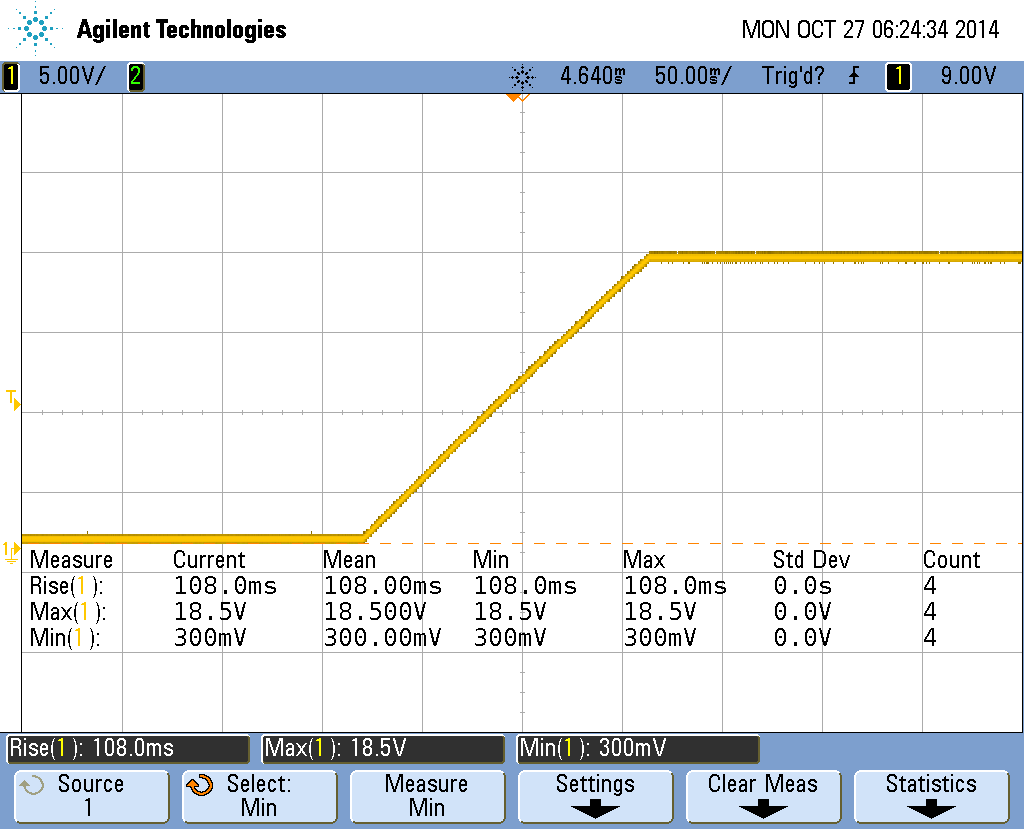 Agilent Technologies MON OCT 27 06:24:34 2014
1 5.00V/ 2 4.640ms 50.00ms/ Trig'd? 1 9.00V
T
1
Measure Current Mean Min Max Std Dev Count
Rise(1): 108.0ms 108.00ms 108.0ms 108.0ms 0.0s 4
Max(1): 18.5V 18.500V 18.5V 18.5V 0.0V 4
Min(1): 300mV 300.00mV 300mV 300mV 0.0V 4
Rise(1): 108.0ms Max(1): 18.5V Min(1): 300mV
Source Select: Measure Settings Clear Meas Statistics
1 Min Min